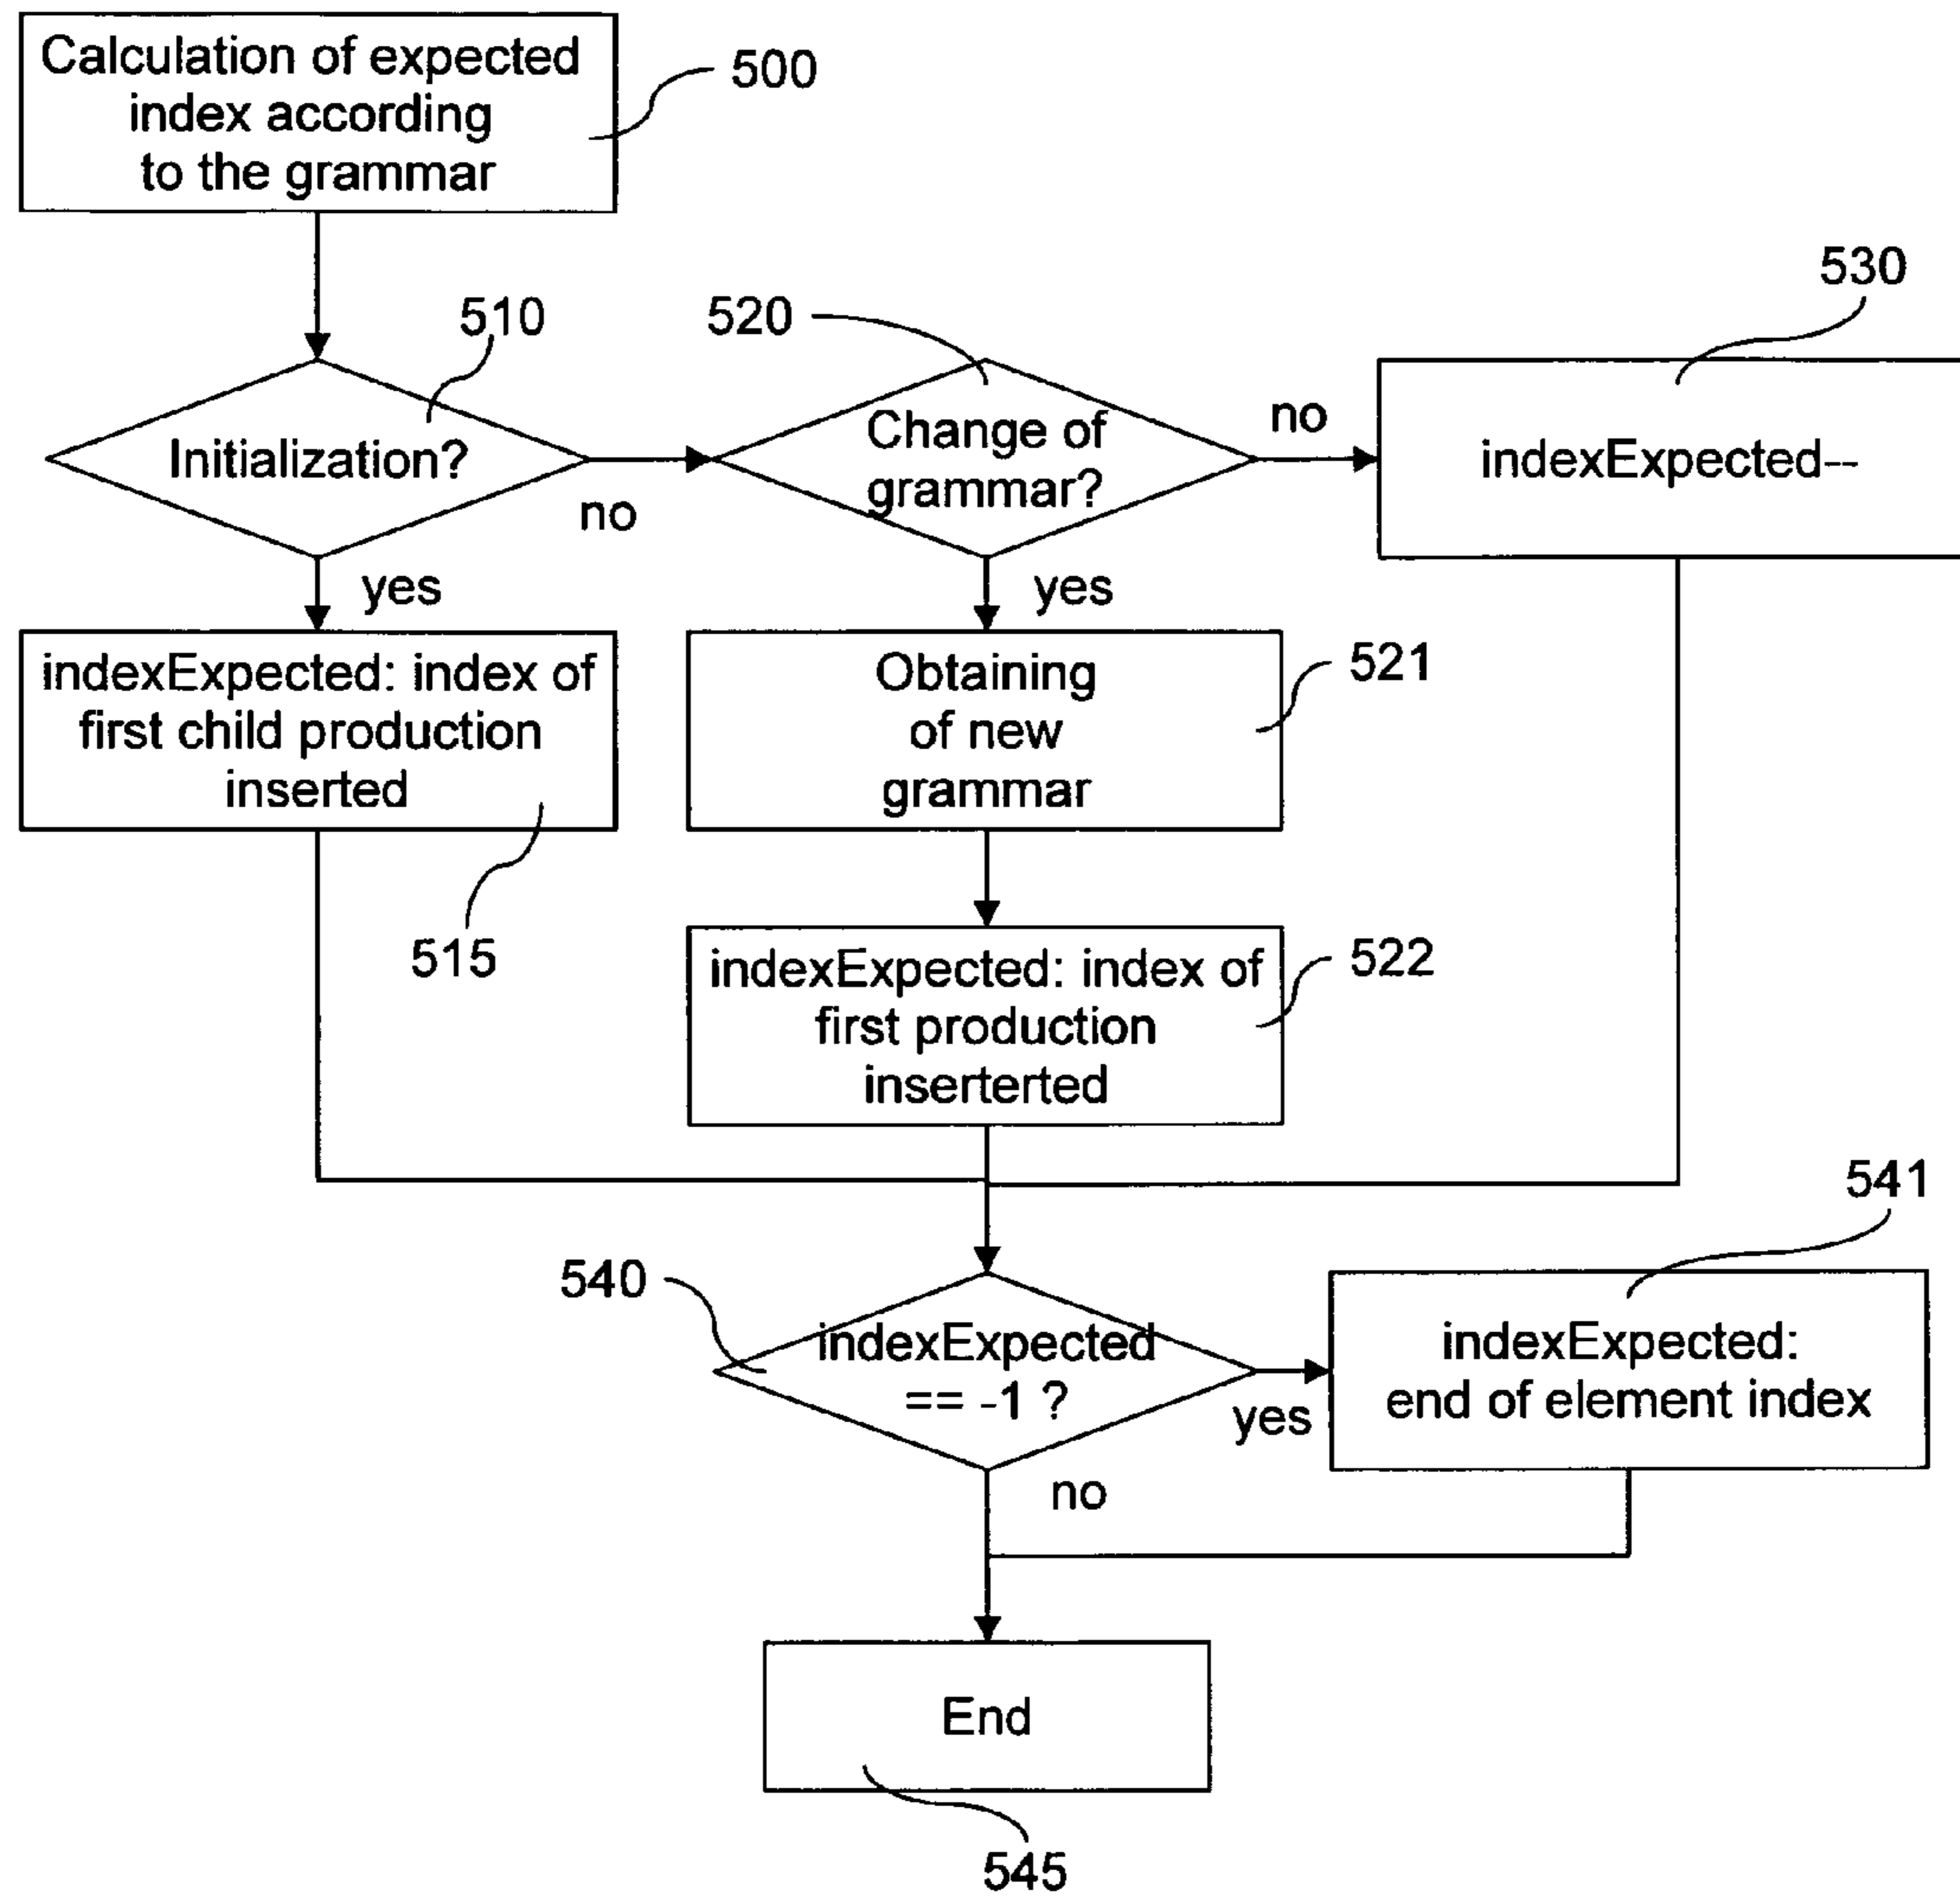 Calculation of expected
index according
to the grammar
500
510
520
530
Initialization?
no
Change of
grammar?
no
indexExpected--
yes
yes
indexExpected: index of
first child production
inserted
515
Obtaining
of new
grammar
521
indexExpected: index of
first production
inserterted
522
540
indexExpected
== -1 ?
yes
no
541
indexExpected:
end of element index
End
545